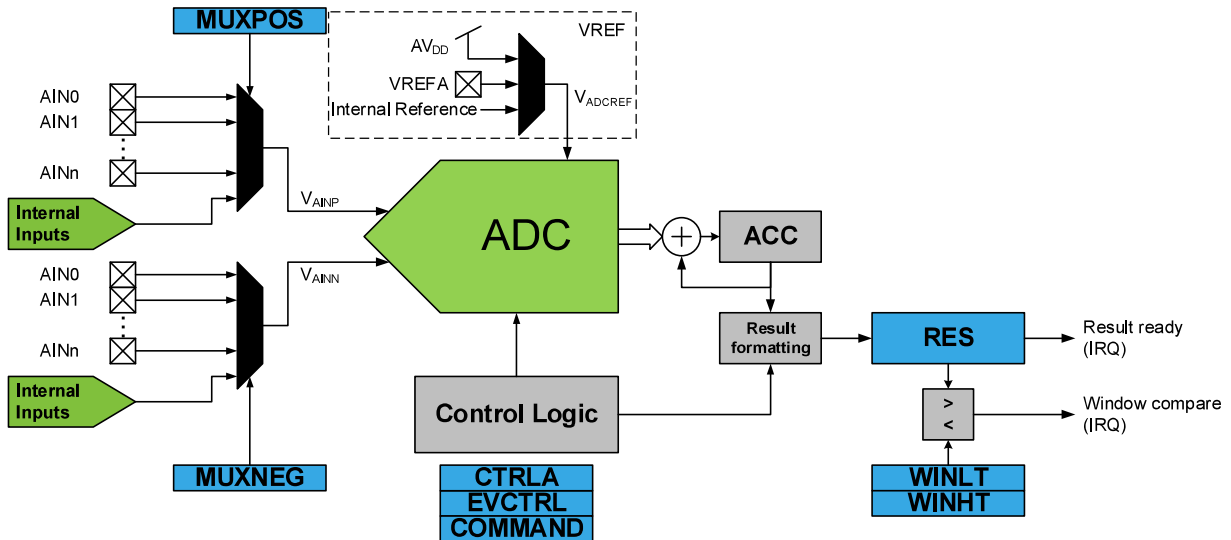 MUXPOS
VREF
AVDD
VREFA
Internal Reference
VADCREF
AIN0
AIN1
AINn
Internal
Inputs
VAINP
ADC
ACC
AIN0
AIN1
AINn
Internal
Inputs
VAINN
Result
formatting
RES
Result ready
(IRQ)
Control Logic
>
<
Window compare
(IRQ)
MUXNEG
CTRLA
EVCTRL
COMMAND
WINLT
WINHT